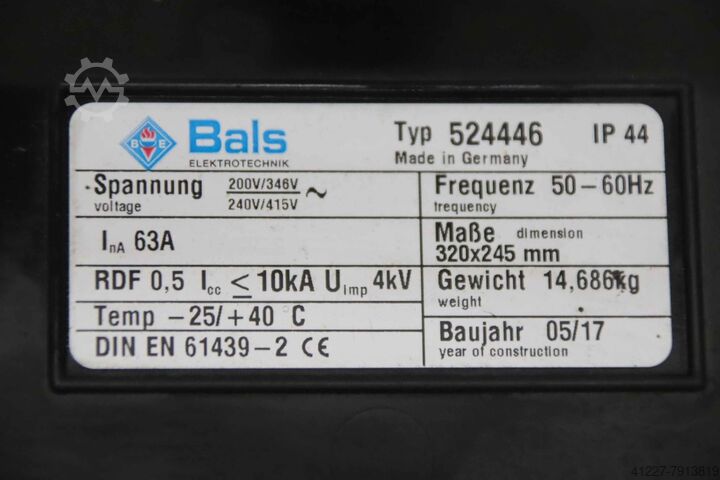 Bals
ELEKTROTECHNIK
B E
Typ 524446 IP 44
Made in Germany
Spannung 200V/346V ~
voltage 240V/415V
Frequenz 50-60Hz
frequency
InA 63A
Maße dimension
320x245 mm
RDF 0,5 Icc ≤ 10kA Uimp 4kV
Gewicht 14,686kg
weight
Temp -25/+40 C
Baujahr 05/17
year of construction
DIN EN 61439-2 CE
41227-7913819